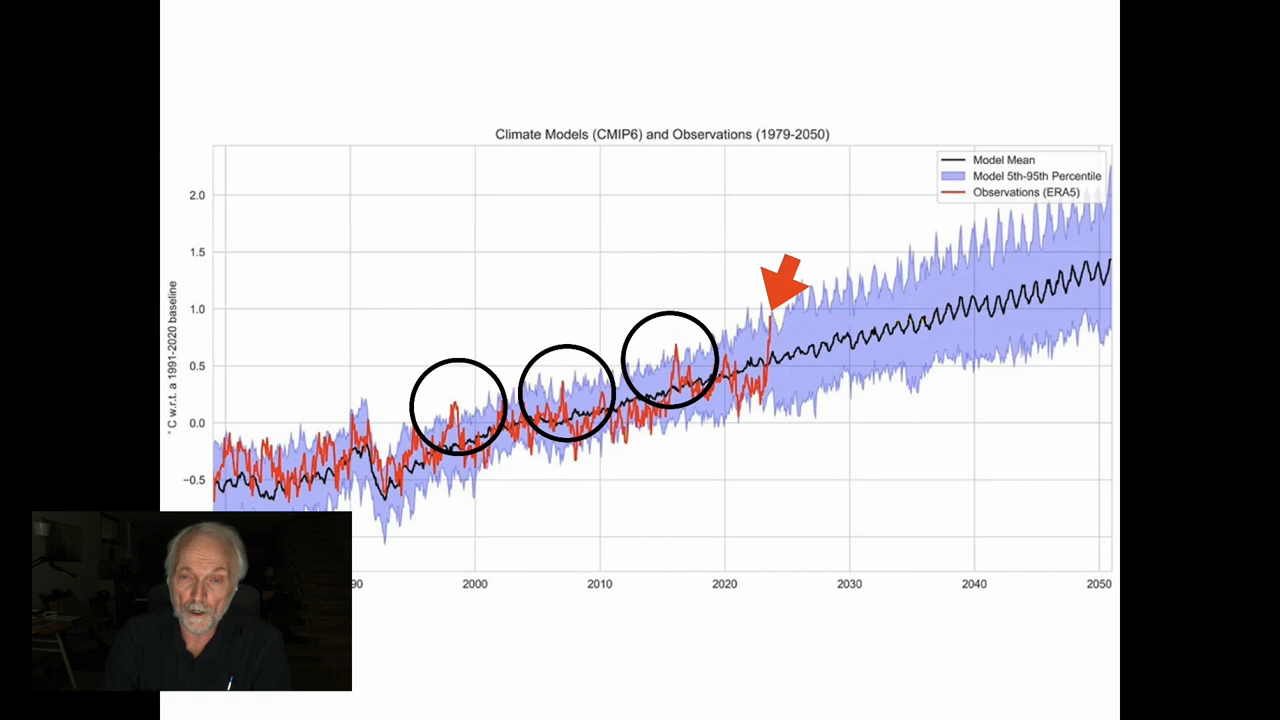 Climate Models (CMIP6) and Observations (1979-2050)
Model Mean
Model 5th-95th Percentile
Observations (ERA5)
2.0
1.5
1.0
0.5
0.0
−0.5
° C w.r.t. a 1991-2020 baseline
90
2000
2010
2020
2030
2040
2050